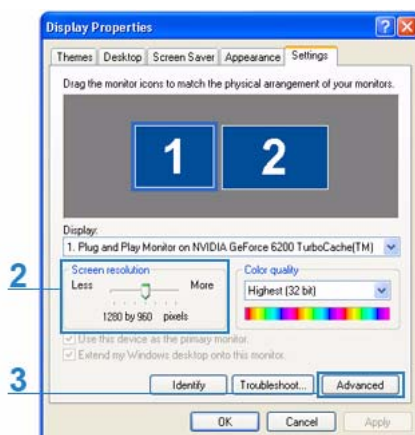 Display Properties
Themes Desktop Screen Saver Appearance Settings
Drag the monitor icons to match the physical arrangement of your monitors.
1 2
Display:
1. Plug and Play Monitor on NVIDIA GeForce 6200 TurboCache(TM)
2
Screen resolution
Less More
1280 by 960 pixels
Color quality
Highest (32 bit)
Use this device as the primary monitor.
Extend my Windows desktop onto this monitor.
3
Identify Troubleshoot... Advanced
OK Cancel Apply